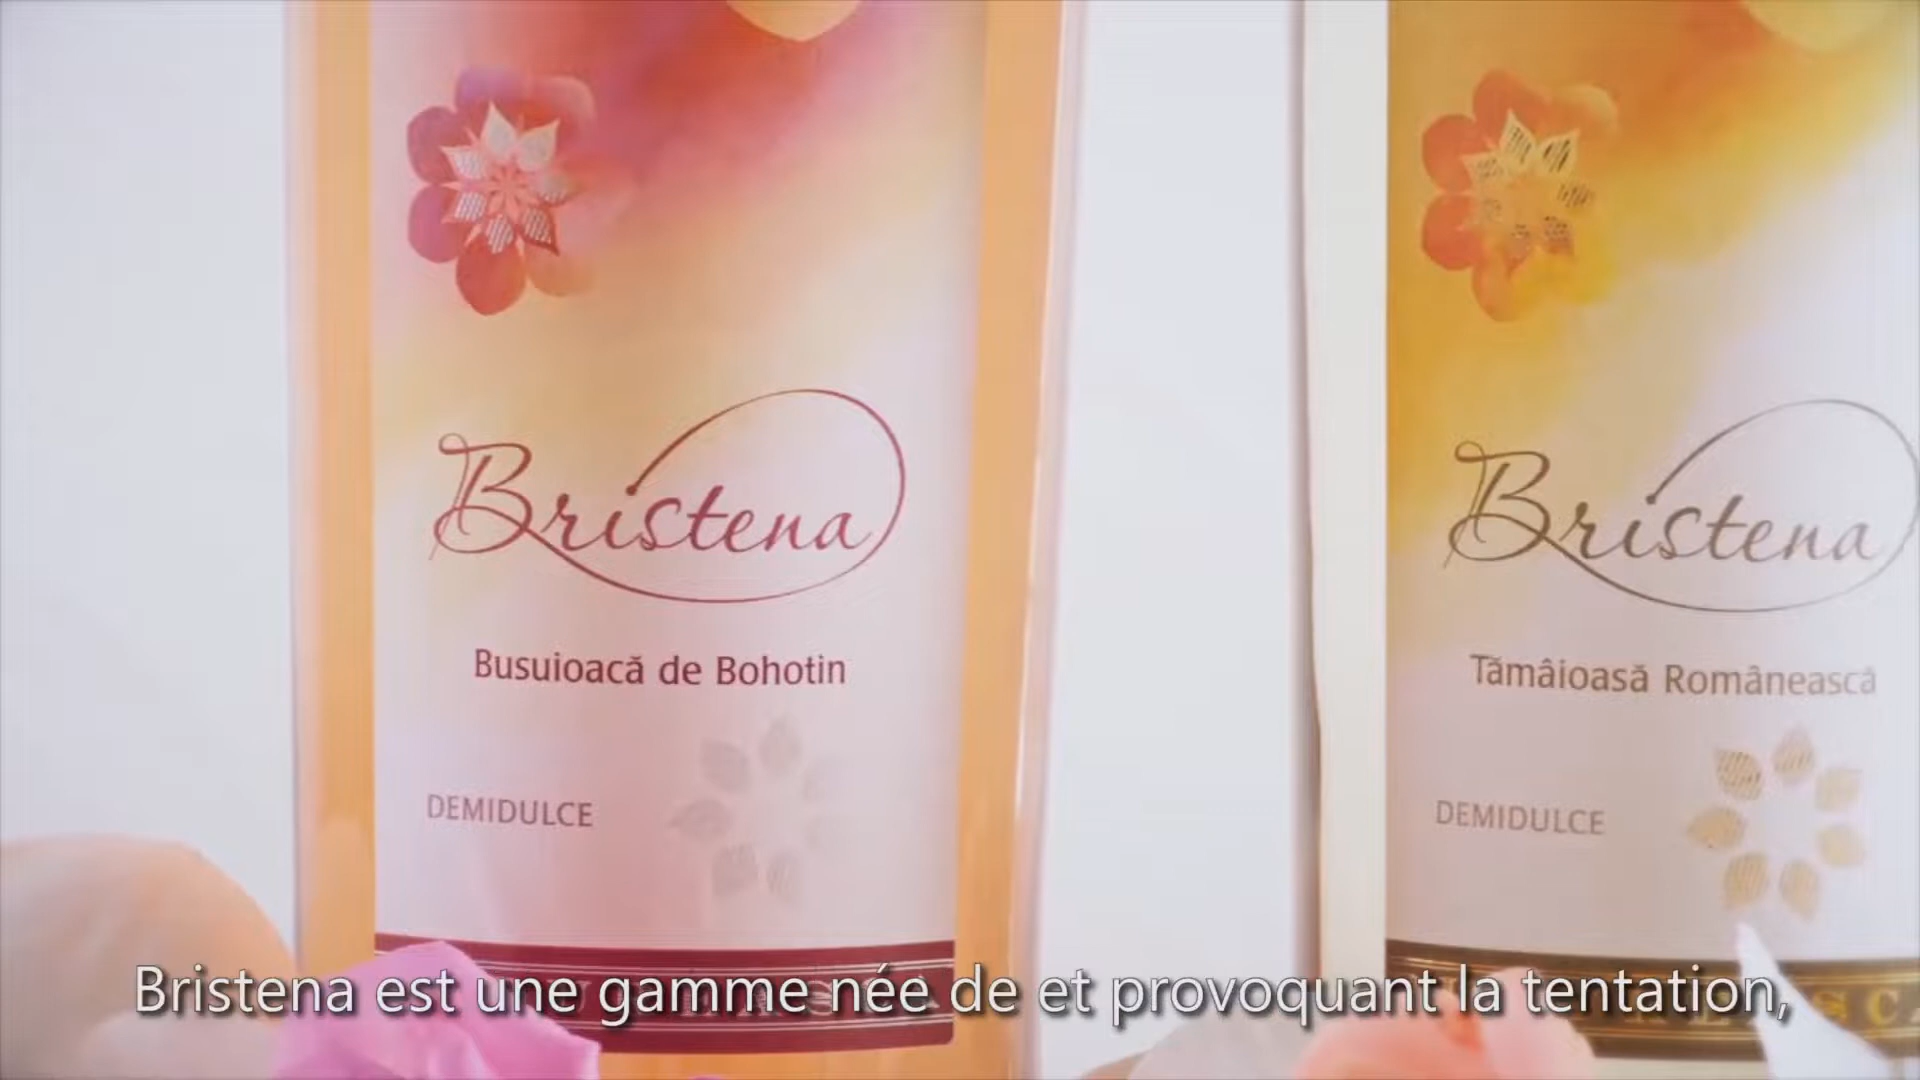 Bristena
Busuioacă de Bohotin
DEMIDULCE
Bristena
Tămâioasă Românească
DEMIDULCE
Bristena est une gamme née de et provoquant la tentation,